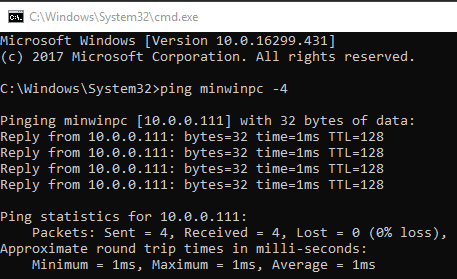 C:\Windows\System32\cmd.exe
Microsoft Windows [Version 10.0.16299.431]
(c) 2017 Microsoft Corporation. All rights reserved.
C:\Windows\System32>ping minwinpc -4
Pinging minwinpc [10.0.0.111] with 32 bytes of data:
Reply from 10.0.0.111: bytes=32 time=1ms TTL=128
Reply from 10.0.0.111: bytes=32 time=1ms TTL=128
Reply from 10.0.0.111: bytes=32 time=1ms TTL=128
Reply from 10.0.0.111: bytes=32 time=1ms TTL=128
Ping statistics for 10.0.0.111:
    Packets: Sent = 4, Received = 4, Lost = 0 (0% loss),
Approximate round trip times in milli-seconds:
    Minimum = 1ms, Maximum = 1ms, Average = 1ms